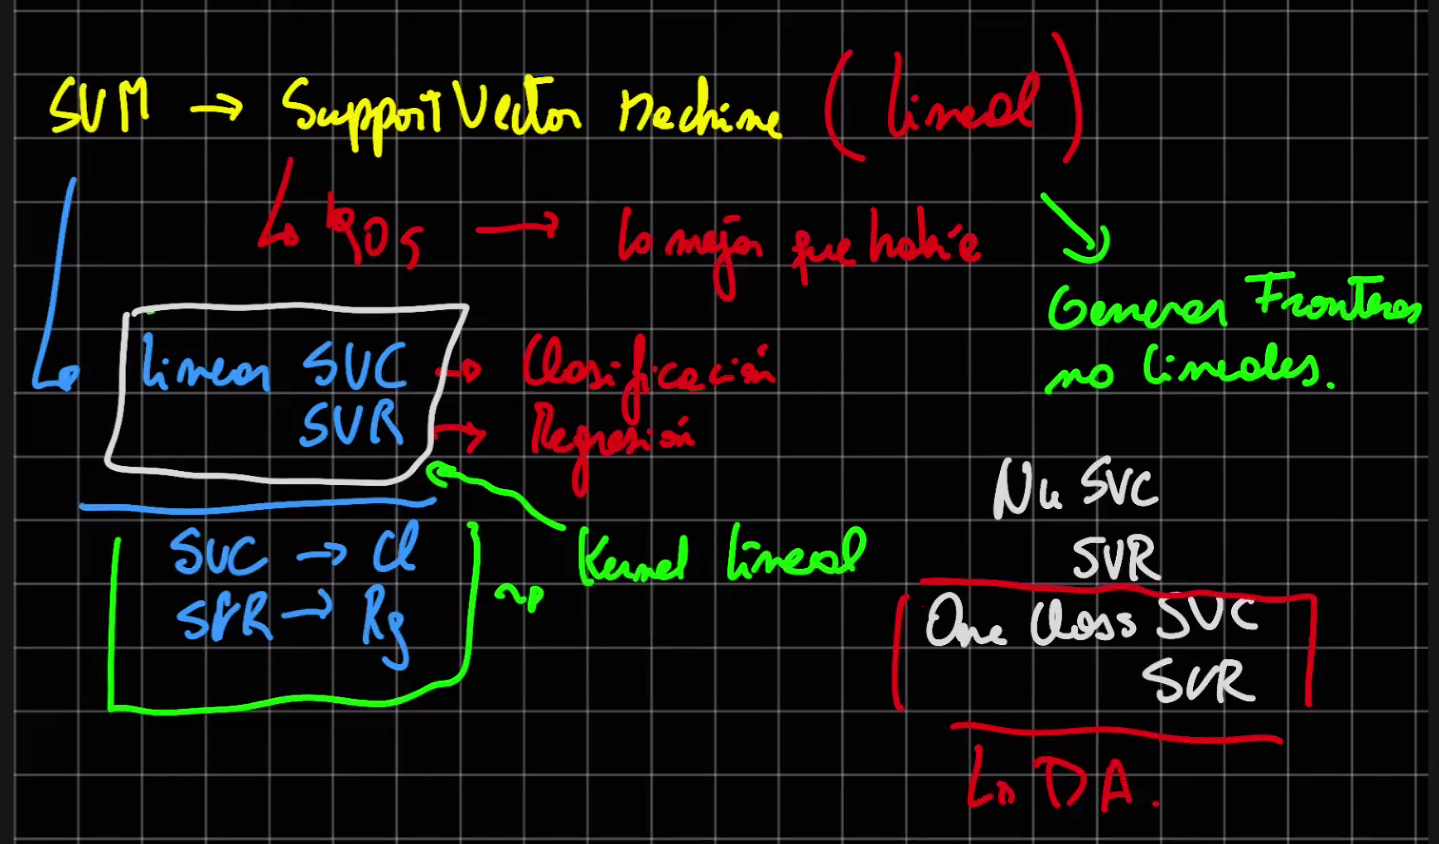 SVM → Support Vector Machine (Lineal)
↳ 90s → Lo mejor que había
General Fronteras
no Lineales.
Linear SVC → Clasificación
SVR → Regresión
Kernel Lineal
SVC → Cl
SVR → Rg
Nu SVC
SVR
One Class SVC
SVR
↳ DA.